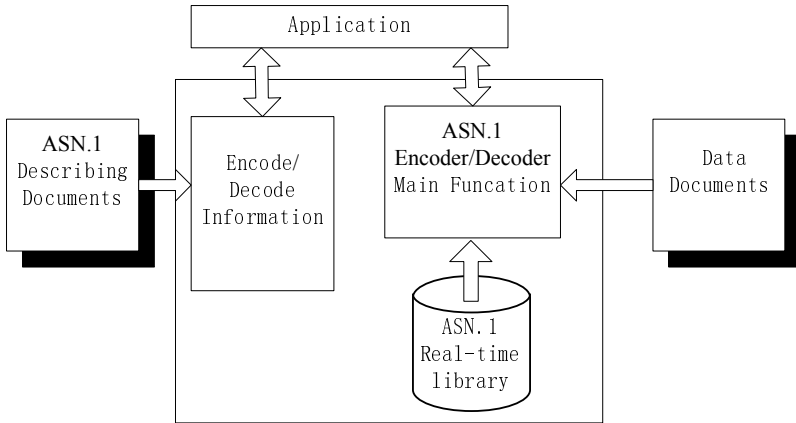 Application
ASN.1
Describing
Documents
Encode/
Decode
Information
ASN.1
Encoder/Decoder
Main Funcation
Data
Documents
ASN.1
Real-time
library